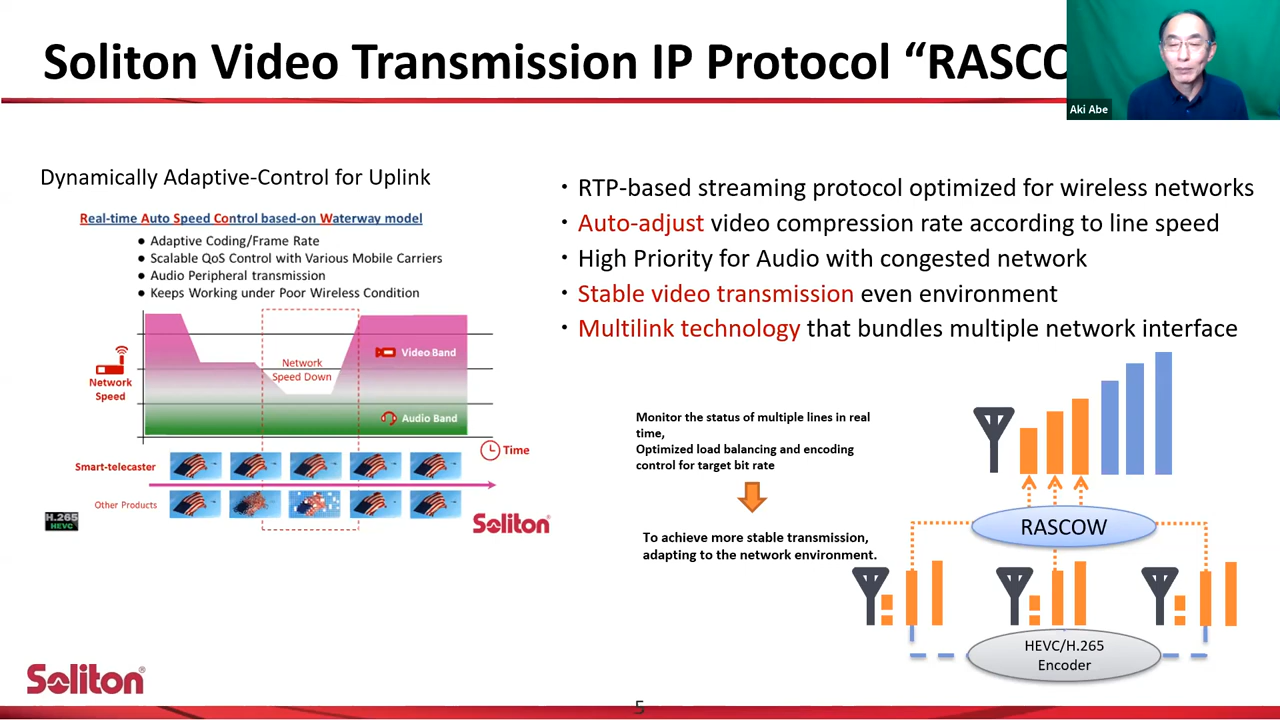 Soliton Video Transmission IP Protocol “RASCO
Aki Abe
Dynamically Adaptive-Control for Uplink
Real-time Auto Speed Control based-on Waterway model
● Adaptive Coding/Frame Rate
● Scalable QoS Control with Various Mobile Carriers
● Audio Peripheral transmission
● Keeps Working under Poor Wireless Condition
Network
Speed
Network
Speed Down
Video Band
Audio Band
Time
Smart-telecaster
Other Products
H.265
HEVC
Soliton®
・RTP-based streaming protocol optimized for wireless networks
・Auto-adjust video compression rate according to line speed
・High Priority for Audio with congested network
・Stable video transmission even environment
・Multilink technology that bundles multiple network interface
Monitor the status of multiple lines in real
time,
Optimized load balancing and encoding
control for target bit rate
To achieve more stable transmission,
adapting to the network environment.
RASCOW
HEVC/H.265
Encoder
Soliton®
5